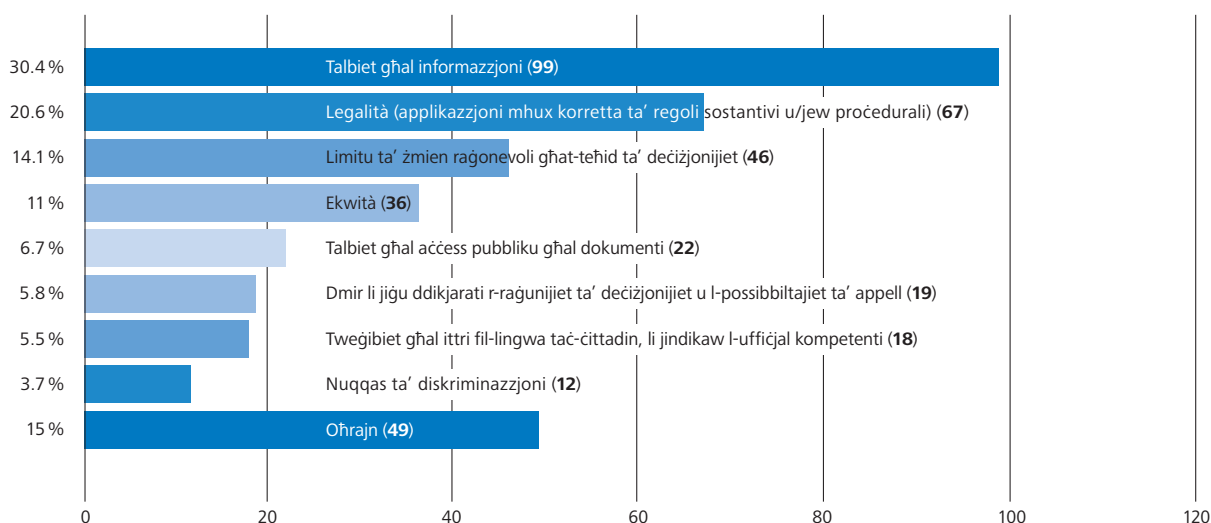 30.4 % Talbiet għal informazzjoni (99)
20.6 % Legalità (applikazzjoni mhux korretta ta’ regoli sostantivi u/jew proċedurali) (67)
14.1 % Limitu ta’ żmien raġonevoli għat-teħid ta’ deċiżjonijiet (46)
11 % Ekwità (36)
6.7 % Talbiet għal aċċess pubbliku għal dokumenti (22)
5.8 % Dmir li jiġu ddikjarati r-raġunijiet ta’ deċiżjonijiet u l-possibbiltajiet ta’ appell (19)
5.5 % Tweġibiet għal ittri fil-lingwa taċ-ċittadin, li jindikaw l-uffiċjal kompetenti (18)
3.7 % Nuqqas ta’ diskriminazzjoni (12)
15 % Oħrajn (49)
0 20 40 60 80 100 120